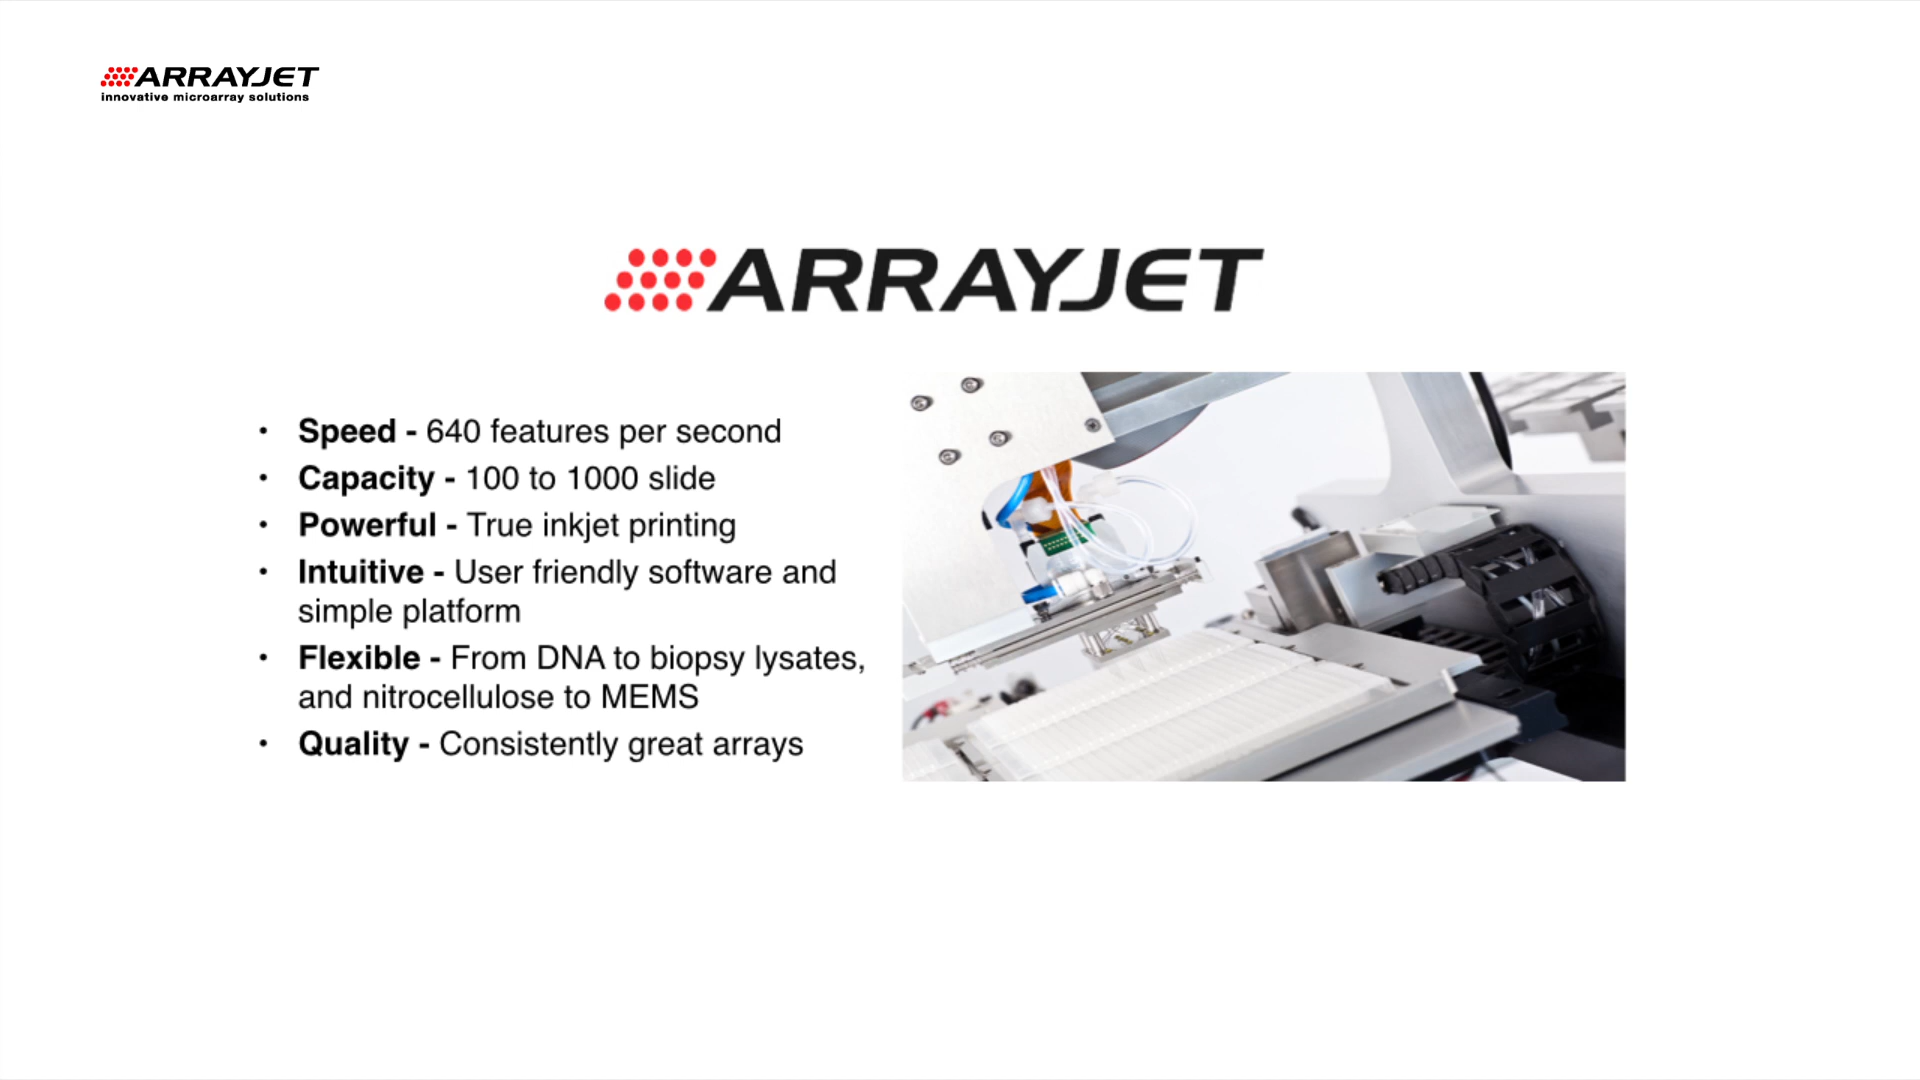 ARRAYJET
innovative microarray solutions
ARRAYJET
• Speed - 640 features per second
• Capacity - 100 to 1000 slide
• Powerful - True inkjet printing
• Intuitive - User friendly software and
simple platform
• Flexible - From DNA to biopsy lysates,
and nitrocellulose to MEMS
• Quality - Consistently great arrays